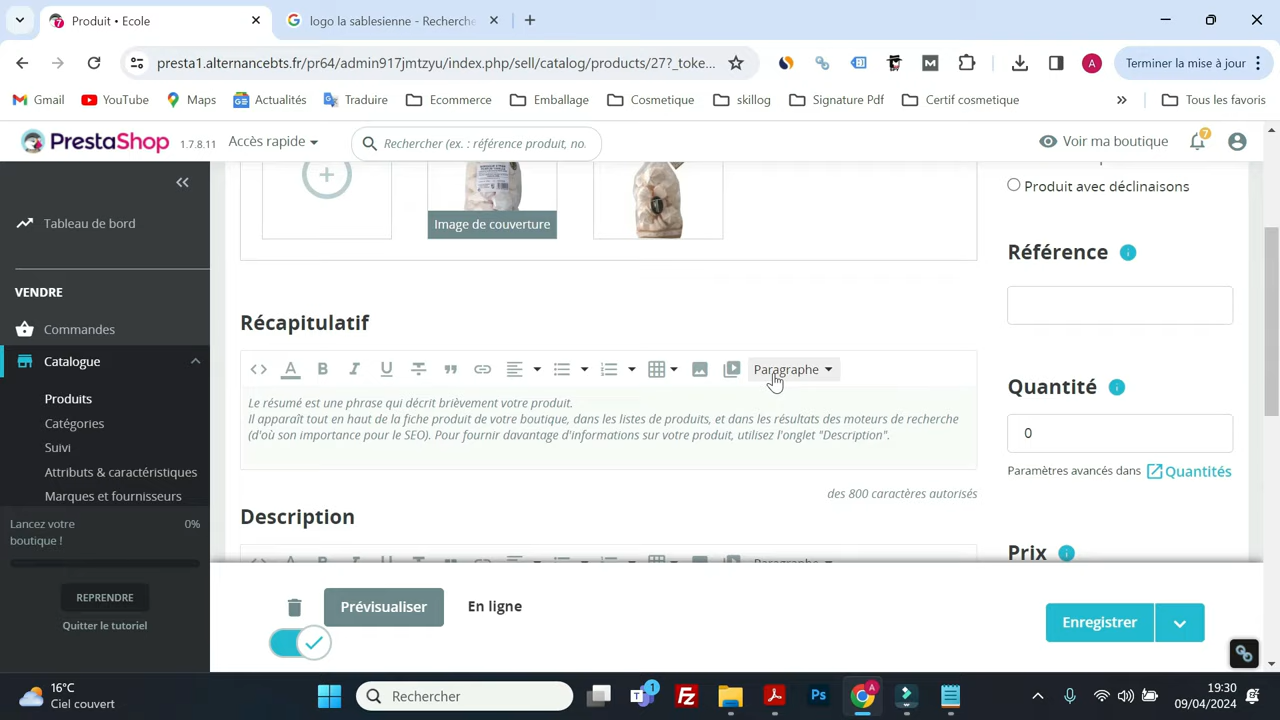 Produit • Ecole
logo la sablesienne - Recherche
presta1.alternancebts.fr/pr64/admin917jmtzyu/index.php/sell/catalog/products/27?_toke...
Terminer la mise à jour
Gmail
YouTube
Maps
Actualités
Traduire
Ecommerce
Emballage
Cosmetique
skillog
Signature Pdf
Certif cosmetique
Tous les favoris
PrestaShop
1.7.8.11
Accès rapide
Rechercher (ex. : référence produit, no.
Voir ma boutique
7
Tableau de bord
VENDRE
Commandes
Catalogue
Produits
Catégories
Suivi
Attributs & caractéristiques
Marques et fournisseurs
Lancez votre boutique !
0%
REPRENDRE
Quitter le tutoriel
Image de couverture
Récapitulatif
Paragraphe
Le résumé est une phrase qui décrit brièvement votre produit.
Il apparaît tout en haut de la fiche produit de votre boutique, dans les listes de produits, et dans les résultats des moteurs de recherche
(d'où son importance pour le SEO). Pour fournir davantage d'informations sur votre produit, utilisez l'onglet "Description".
des 800 caractères autorisés
Description
Paragraphe
Produit avec déclinaisons
Référence
Quantité
0
Paramètres avancés dans Quantités
Prix
Prévisualiser
En ligne
Enregistrer
16°C
Ciel couvert
Rechercher
1
19:30
09/04/2024